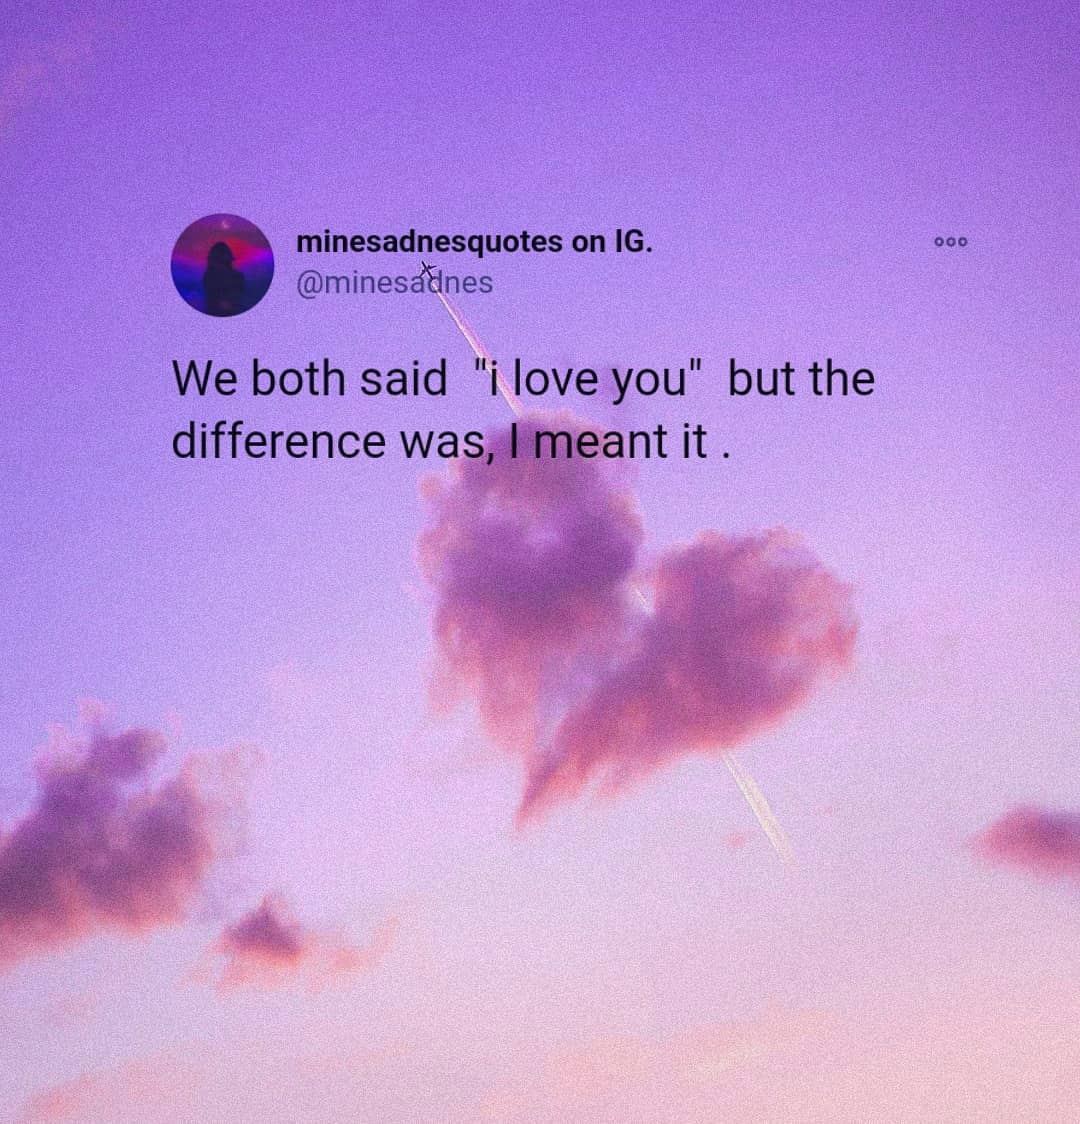 minesadnesquotes on IG.
@minesadnes
We both said "i love you" but the
difference was, I meant it .